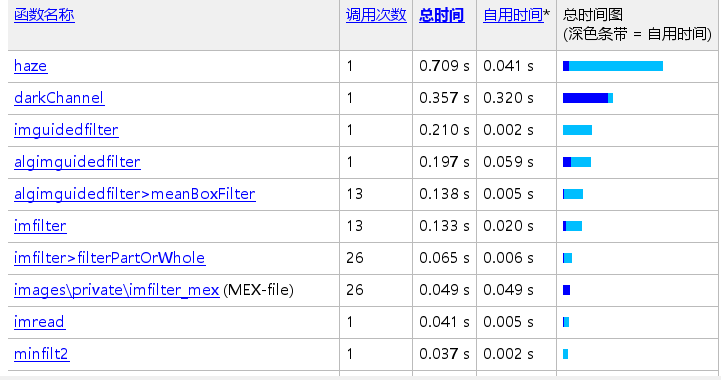 函数名称 调用次数 总时间 自用时间* 总时间图
(深色条带 = 自用时间)
haze 1 0.709 s 0.041 s
darkChannel 1 0.357 s 0.320 s
imguidedfilter 1 0.210 s 0.002 s
algimguidedfilter 1 0.197 s 0.059 s
algimguidedfilter>meanBoxFilter 13 0.138 s 0.005 s
imfilter 13 0.133 s 0.020 s
imfilter>filterPartOrWhole 26 0.065 s 0.006 s
images\private\imfilter_mex (MEX-file) 26 0.049 s 0.049 s
imread 1 0.041 s 0.005 s
minfilt2 1 0.037 s 0.002 s